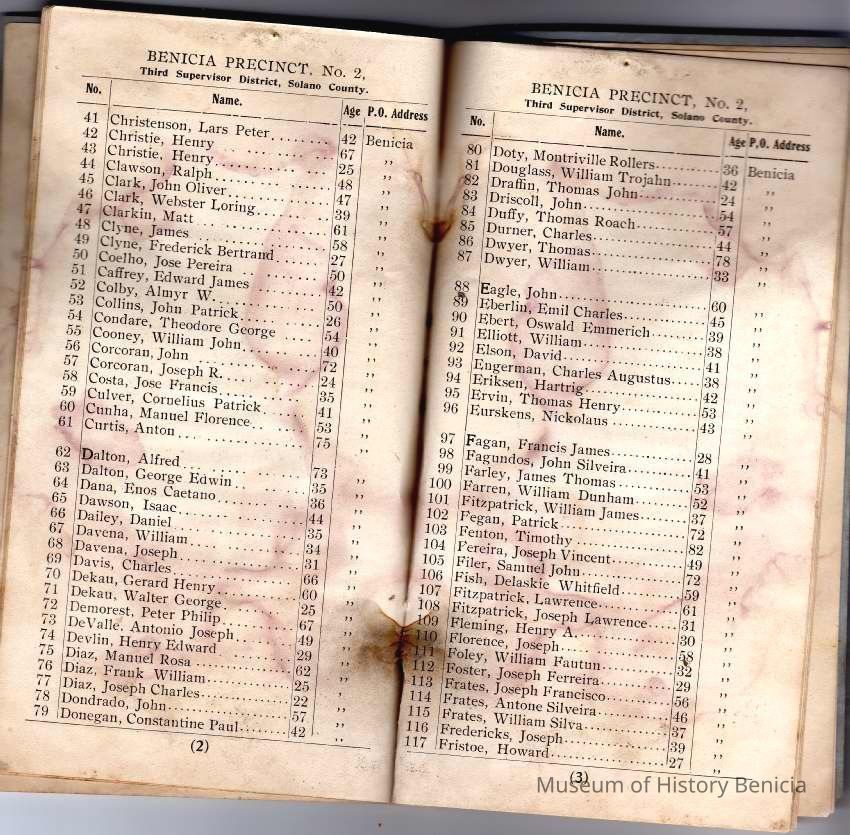 BENICIA PRECINCT, No. 2,
Third Supervisor District, Solano County.
No. Name. Age P.O. Address
41 Christenson, Lars Peter........ 42 Benicia
42 Christie, Henry ........ 67 ,,
43 Christie, Henry ........ 25 ,,
44 Clawson, Ralph ........ 48 ,,
45 Clark, John Oliver........ 47 ,,
46 Clark, Webster Loring........ 39 ,,
47 Clarkin, Matt ........ 61 ,,
48 Clyne, James ........ 58 ,,
49 Clyne, Frederick Bertrand........ 27 ,,
50 Coelho, Jose Pereira ........ 50 ,,
51 Caffrey, Edward James ........ 42 ,,
52 Colby, Almyr W......... 50 ,,
53 Collins, John Patrick........ 26 ,,
54 Condare, Theodore George ........ 54 ,,
55 Cooney, William John........ 40 ,,
56 Corcoran, John ........ 72 ,,
57 Corcoran, Joseph R......... 24 ,,
58 Costa, Jose Francis........ 35 ,,
59 Culver, Cornelius Patrick........ 41 ,,
60 Cunha, Manuel Florence........ 53 ,,
61 Curtis, Anton ........ 75 ,,
62 Dalton, Alfred ........ 73 ,,
63 Dalton, George Edwin ........ 35 ,,
64 Dana, Enos Caetano ........ 36 ,,
65 Dawson, Isaac........ 44 ,,
66 Dailey, Daniel ........ 35 ,,
67 Davena, William........ 34 ,,
68 Davena, Joseph ........ 31 ,,
69 Davis, Charles ........ 66 ,,
70 Dekau, Gerard Henry........ 60 ,,
71 Dekau, Walter George ........ 25 ,,
72 Demorest, Peter Philip........ 67 ,,
73 DeValle, Antonio Joseph........ 49 ,,
74 Devlin, Henry Edward ........ 29 ,,
75 Diaz, Manuel Rosa ........ 62 ,,
76 Diaz, Frank William........ 25 ,,
77 Diaz, Joseph Charles........ 22 ,,
78 Dondrado, John........ 57 ,,
79 Donegan, Constantine Paul........ 42 ,,
(2)
BENICIA PRECINCT, No. 2,
Third Supervisor District, Solano County.
No. Name. Age P.O. Address
80 Doty, Montriville Rollers........ 36 Benicia
81 Douglass, William Trojahn........ 42 ,,
82 Draffin, Thomas John........ 24 ,,
83 Driscoll, John ........ 54 ,,
84 Duffy, Thomas Roach........ 57 ,,
85 Durner, Charles........ 44 ,,
86 Dwyer, Thomas........ 78 ,,
87 Dwyer, William........ 33 ,,
88 Eagle, John........ 60 ,,
89 Eberlin, Emil Charles........ 45 ,,
90 Ebert, Oswald Emmerich........ 39 ,,
91 Elliott, William ........ 38 ,,
92 Elson, David........ 41 ,,
93 Engerman, Charles Augustus........ 38 ,,
94 Eriksen, Hartrig........ 42 ,,
95 Ervin, Thomas Henry........ 53 ,,
96 Eurskens, Nickolaus ........ 43 ,,
97 Fagan, Francis James........ 28 ,,
98 Fagundos, John Silveira........ 41 ,,
99 Farley, James Thomas........ 53 ,,
100 Farren, William Dunham........ 52 ,,
101 Fitzpatrick, William James........ 37 ,,
102 Fegan, Patrick........ 72 ,,
103 Fenton, Timothy ........ 82 ,,
104 Pereira, Joseph Vincent........ 49 ,,
105 Filer, Samuel John........ 72 ,,
106 Fish, Delaskie Whitfield........ 59 ,,
107 Fitzpatrick, Lawrence........ 61 ,,
108 Fitzpatrick, Joseph Lawrence........ 31 ,,
109 Fleming, Henry A......... 30 ,,
110 Florence, Joseph........ 58 ,,
111 Foley, William Fautun........ 32 ,,
112 Foster, Joseph Ferreira........ 29 ,,
113 Frates, Joseph Francisco........ 56 ,,
114 Frates, Antone Silveira........ 46 ,,
115 Frates, William Silva........ 37 ,,
116 Fredericks, Joseph........ 39 ,,
117 Fristoe, Howard........ 27 ,,
(3)
Museum of History Benicia